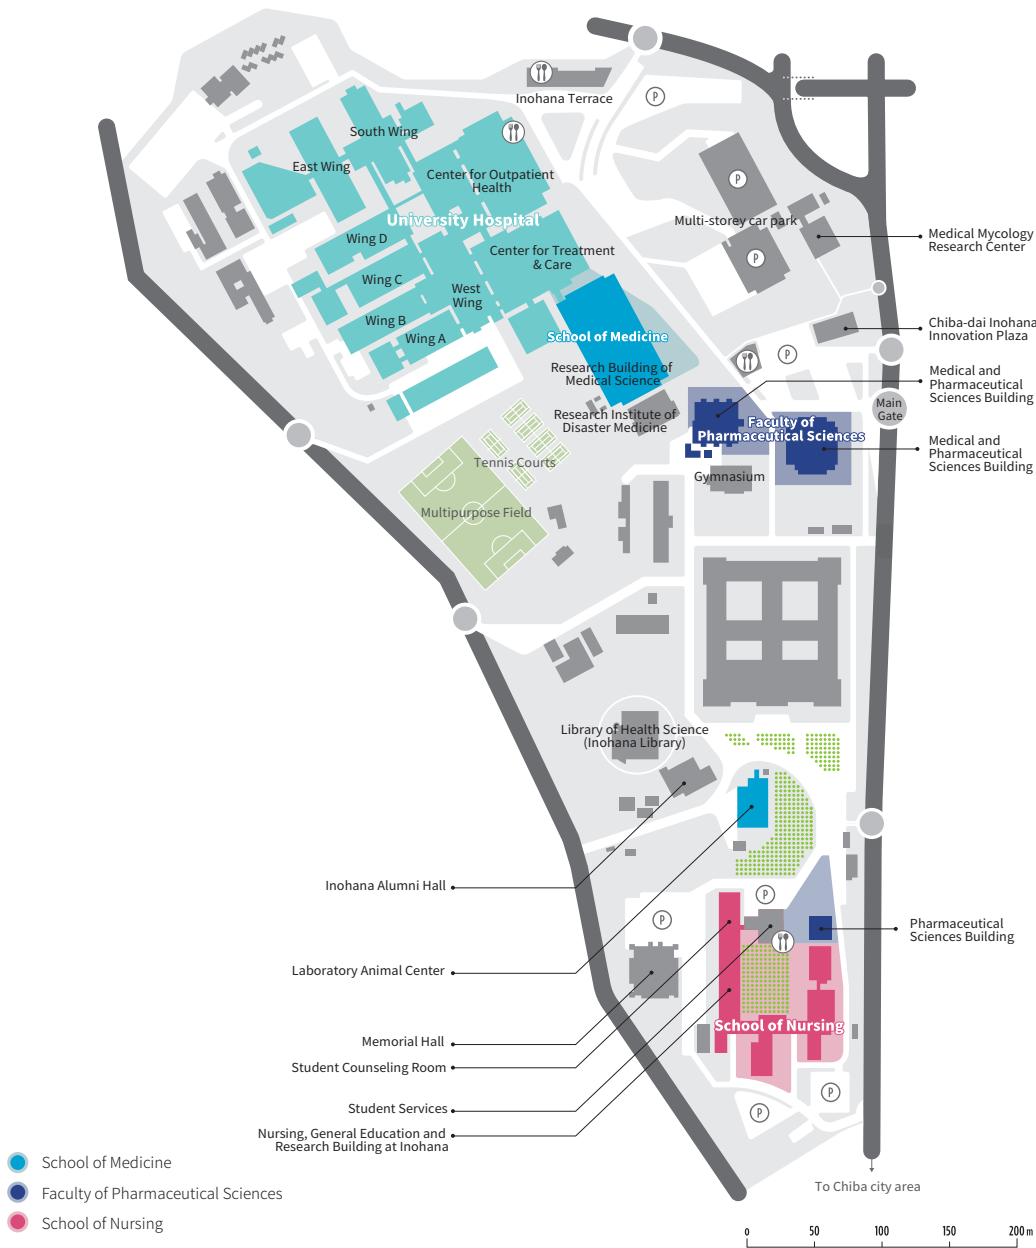 Inohana Terrace
P
South Wing
East Wing
Center for Outpatient
Health
P
University Hospital
Multi-storey car park
Medical Mycology
Research Center
Wing D
Center for Treatment
& Care
P
Wing C
West
Wing
Wing B
Wing A
Chiba-dai Inohana
Innovation Plaza
School of Medicine
P
Research Building of
Medical Science
Medical and
Pharmaceutical
Sciences Building
Main
Gate
Research Institute of
Disaster Medicine
Faculty of
Pharmaceutical Sciences
Medical and
Pharmaceutical
Sciences Building
Tennis Courts
Gymnasium
Multipurpose Field
Library of Health Science
(Inohana Library)
Inohana Alumni Hall
P
P
Pharmaceutical
Sciences Building
Laboratory Animal Center
School of Nursing
Memorial Hall
Student Counseling Room
P
Student Services
P
Nursing, General Education and
Research Building at Inohana
School of Medicine
To Chiba city area
Faculty of Pharmaceutical Sciences
School of Nursing
0 50 100 150 200 m